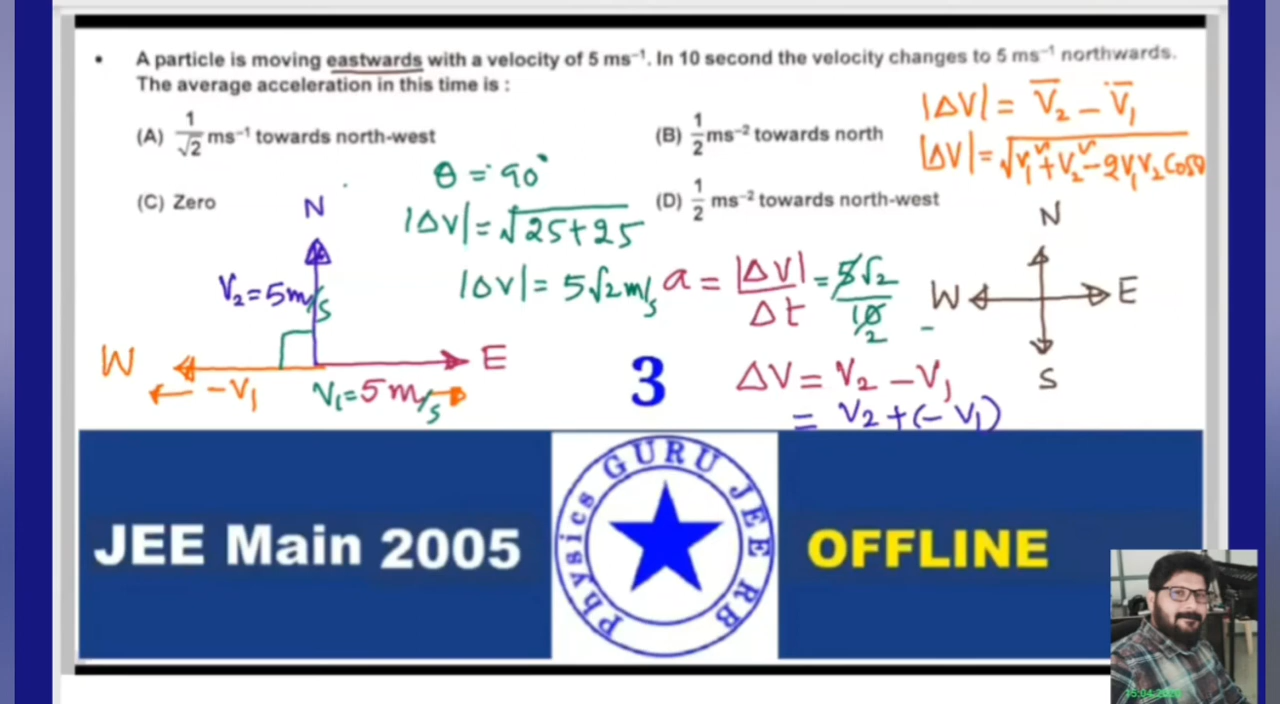 • A particle is moving eastwards with a velocity of 5 ms⁻¹. In 10 second the velocity changes to 5 ms⁻¹ northwards.
The average acceleration in this time is :
|ΔV| = V̄₂ − V̄₁
(A) 1/√2 ms⁻¹ towards north-west
(B) 1/2 ms⁻² towards north
|ΔV| = √V₁² + V₂² − 2V₁V₂ Cosθ
θ = 90°
(C) Zero
(D) 1/2 ms⁻² towards north-west
N
|ΔV| = √25+25
N
V₂=5m/s
|ΔV| = 5√2 m/s
a = |ΔV|/Δt = 5√2/10
2
W
E
W
E
−V₁
V₁=5m/s
3
ΔV = V₂ − V₁
S
= V₂ + (− V₁)
JEE Main 2005
Physics GURU JEE RB
OFFLINE